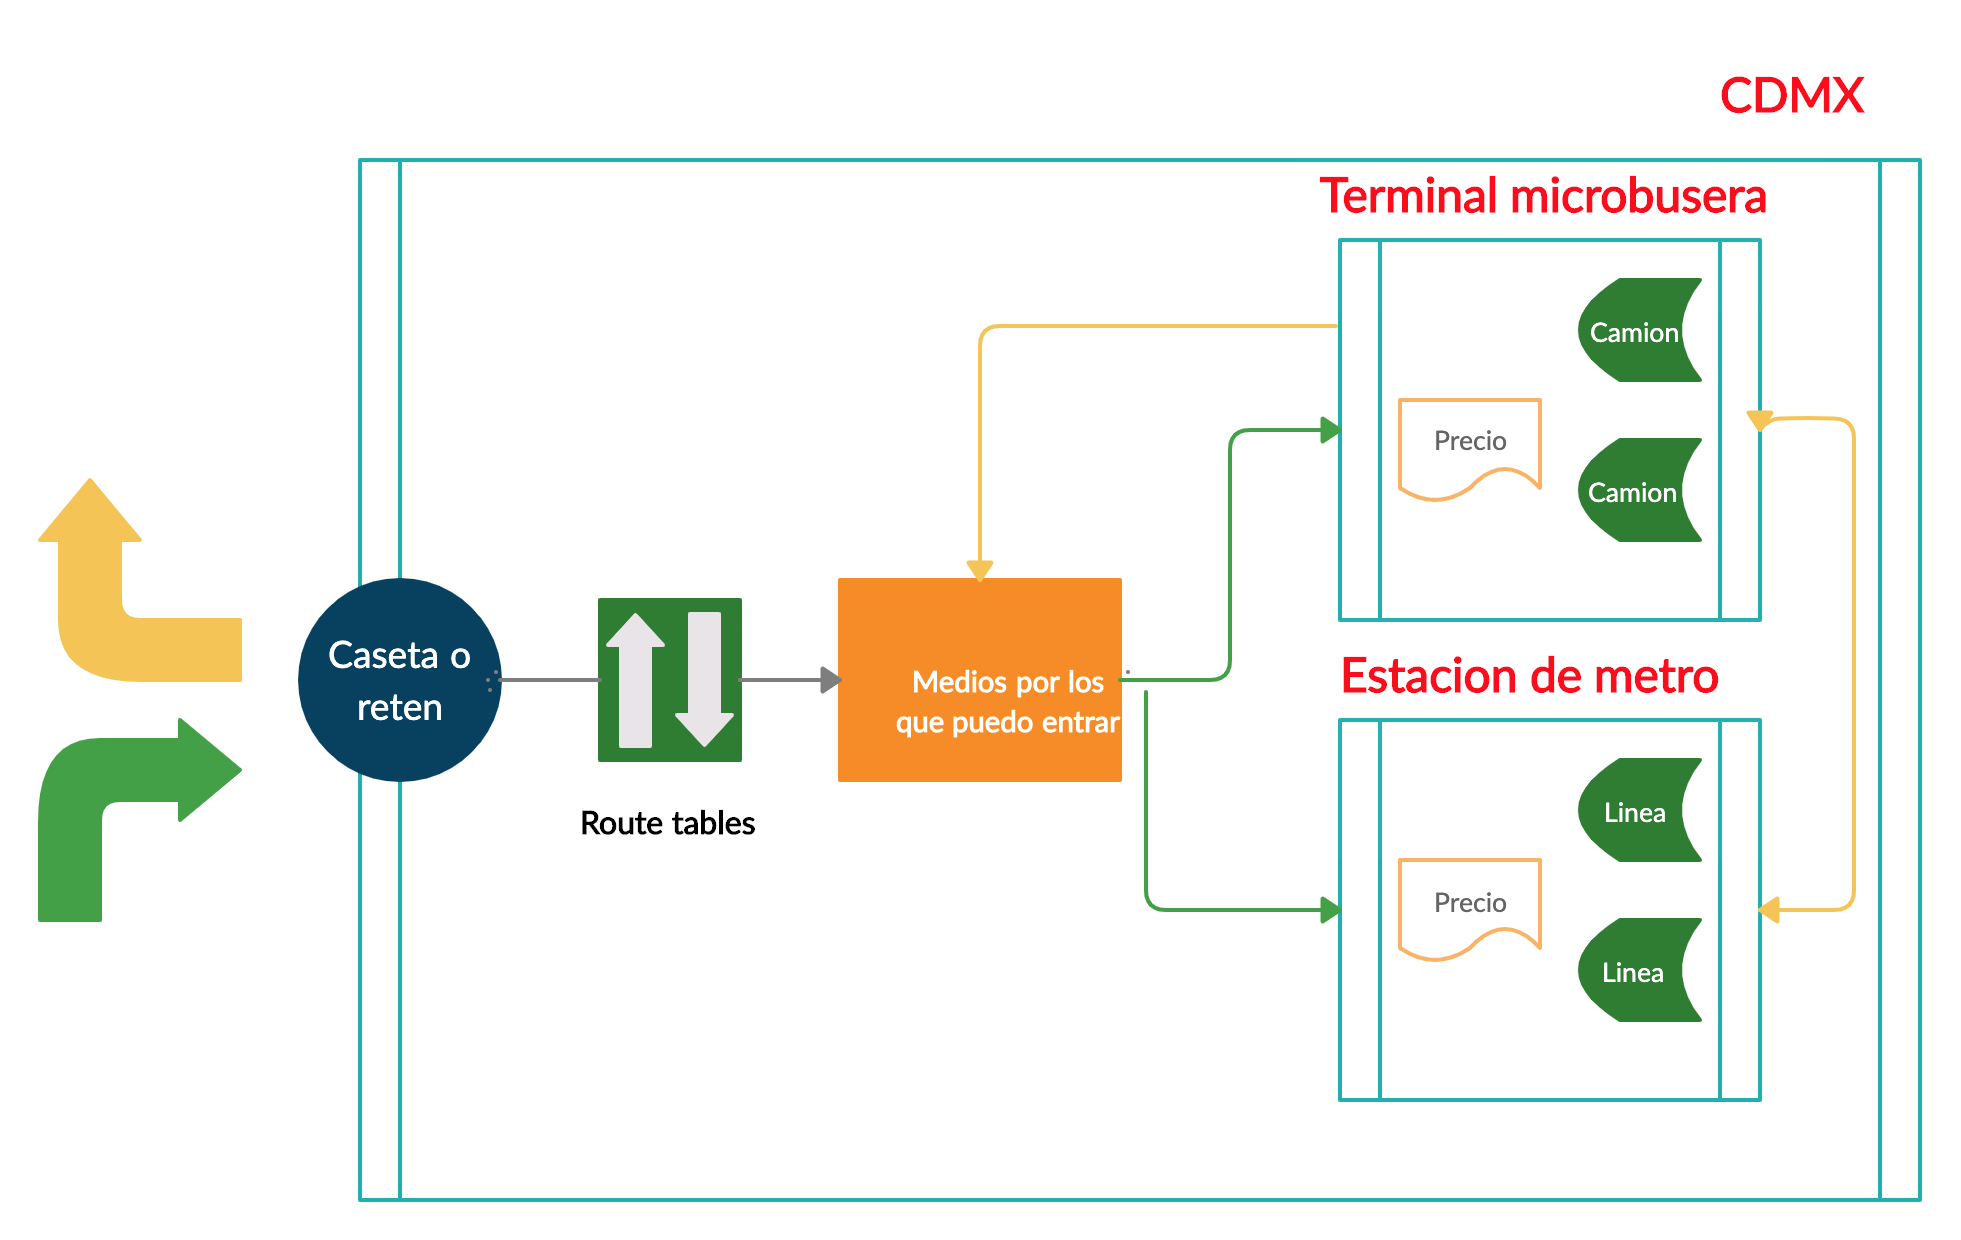 CDMX
Terminal microbusera
Camion
Precio
Camion
Caseta o
reten
Route tables
Medios por los
que puedo entrar
Estacion de metro
Linea
Precio
Linea